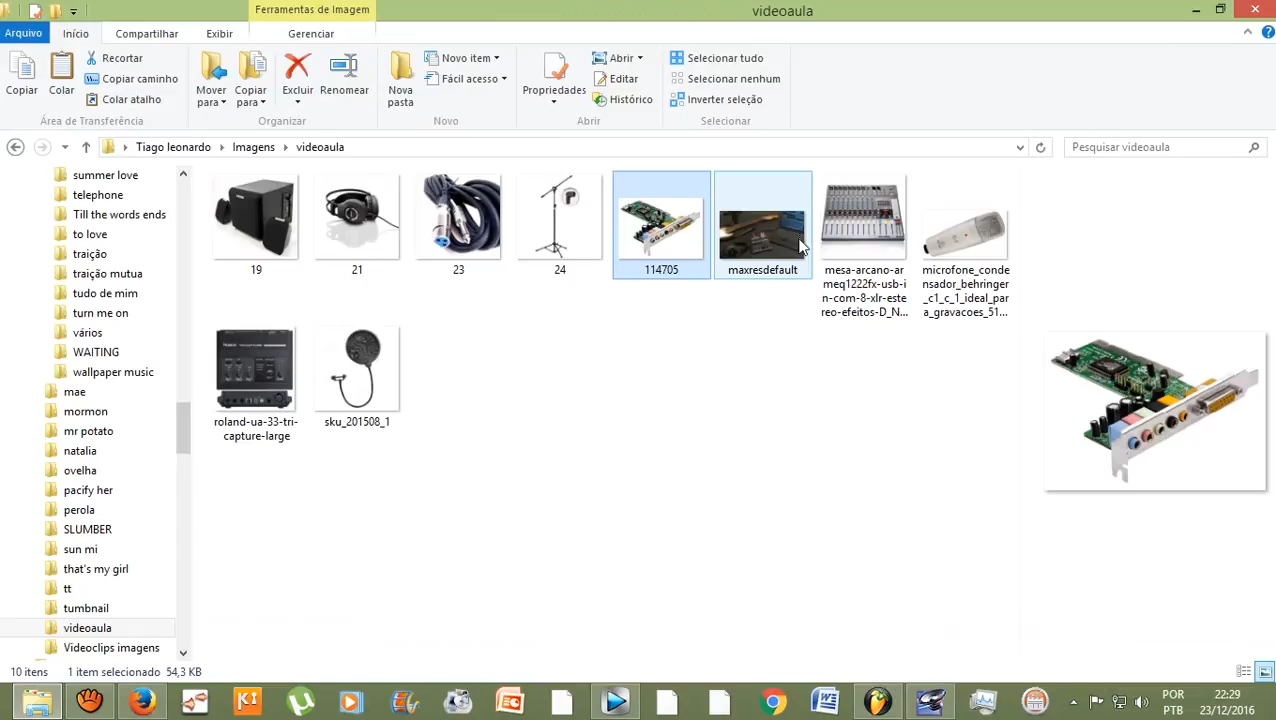 Ferramentas de Imagem
videoaula
Arquivo
Início
Compartilhar
Exibir
Gerenciar
Copiar
Colar
Recortar
Copiar caminho
Colar atalho
Mover para
Copiar para
Excluir
Renomear
Nova pasta
Novo item
Fácil acesso
Propriedades
Abrir
Editar
Histórico
Selecionar tudo
Selecionar nenhum
Inverter seleção
Área de Transferência
Organizar
Novo
Abrir
Selecionar
Tiago leonardo
Imagens
videoaula
Pesquisar videoaula
summer love
telephone
Till the words ends
to love
traição
traição mutua
tudo de mim
turn me on
vários
WAITING
wallpaper music
mae
mormon
mr potato
natalia
ovelha
pacify her
perola
SLUMBER
sun mi
that's my girl
tt
tumbnail
videoaula
Videoclips imagens
19
21
23
24
114705
maxresdefault
mesa-arcano-ar
meq1222fx-usb-i
n-com-8-xlr-este
reo-efeitos-D_N...
microfone_conde
nsador_behringer
_c1_c_1_ideal_par
a_gravacoes_51...
roland-ua-33-tri-
capture-large
sku_201508_1
10 itens
1 item selecionado 54,3 KB
Ki
W
POR
PTB
22:29
23/12/2016